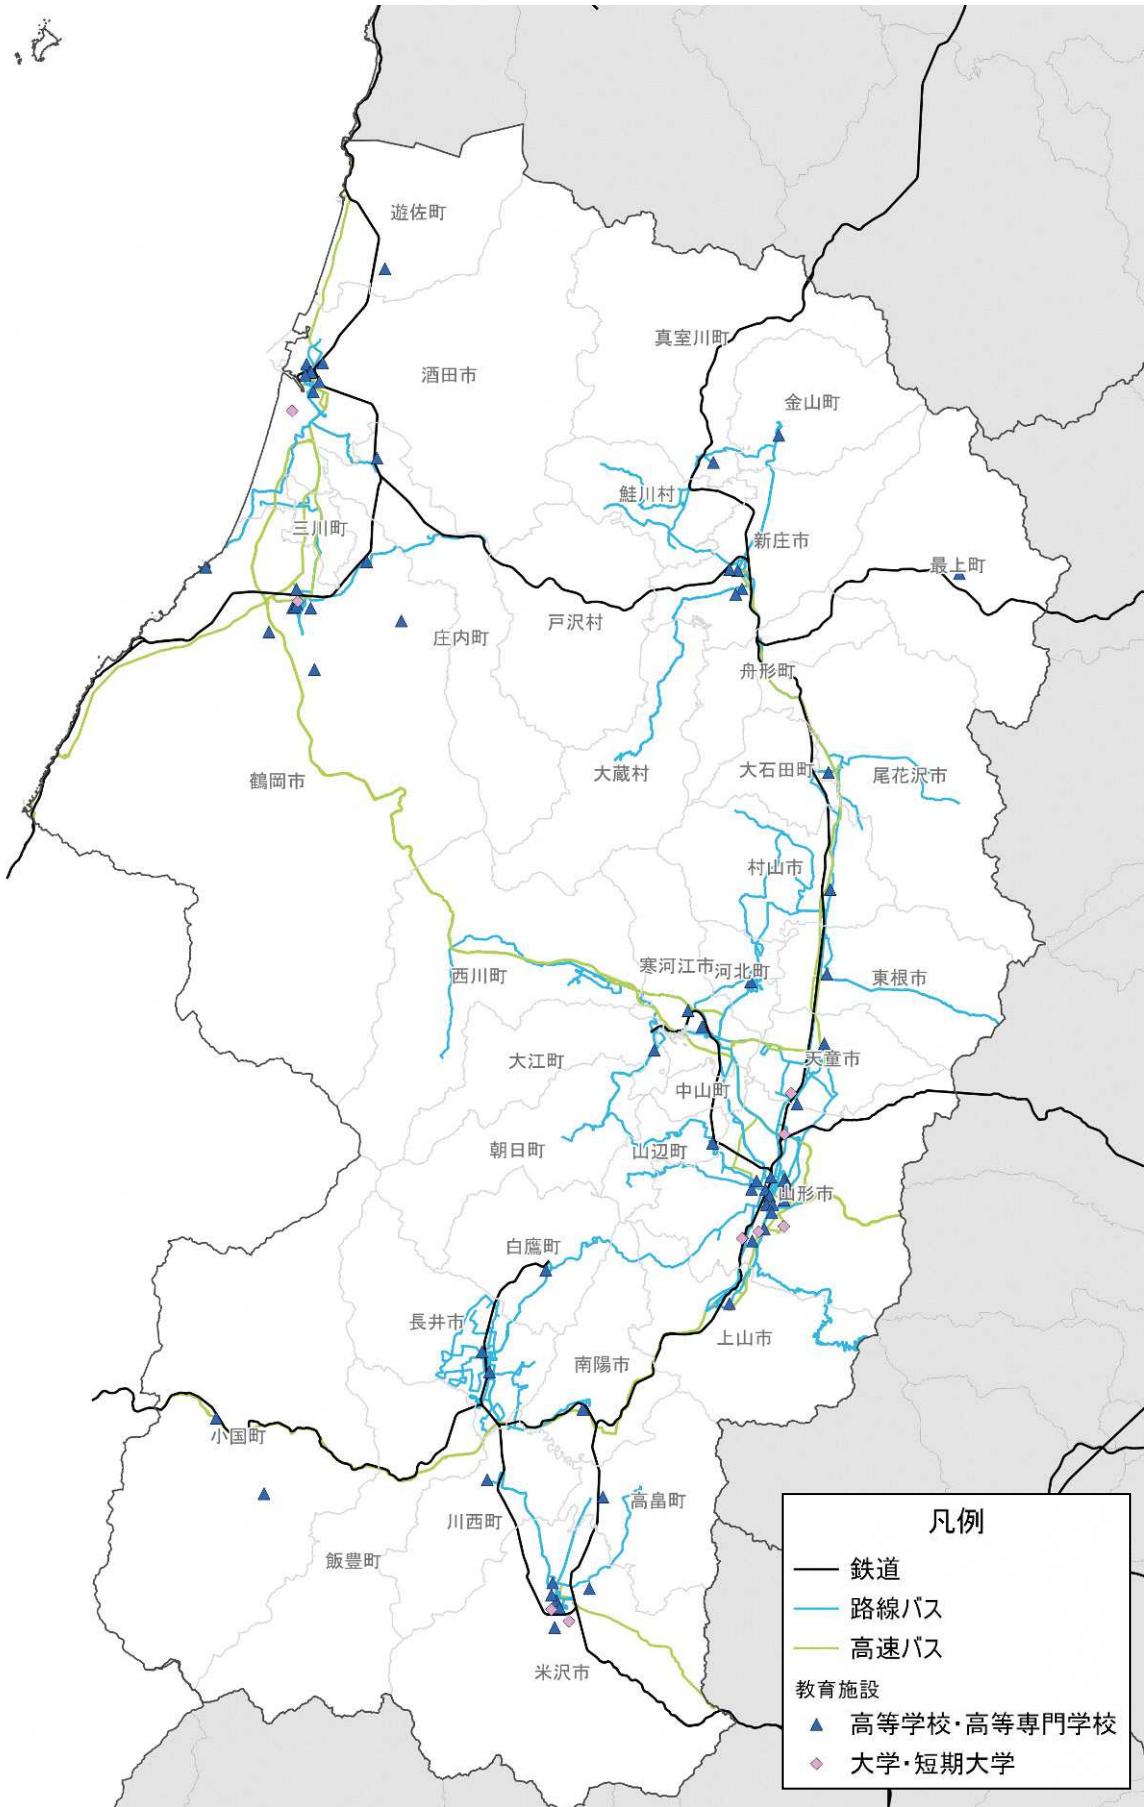 遊佐町
真室川町
酒田市
金山町
鮭川村
三川町
新庄市
最上町
戸沢村
庄内町
舟形町
大蔵村
大石田町
尾花沢市
鶴岡市
村山市
寒河江市
河北町
西川町
東根市
大江町
天童市
中山町
朝日町
山辺町
山形市
白鷹町
長井市
上山市
南陽市
小国町
高畠町
川西町
飯豊町
米沢市
凡例
鉄道
路線バス
高速バス
教育施設
高等学校・高等専門学校
大学・短期大学